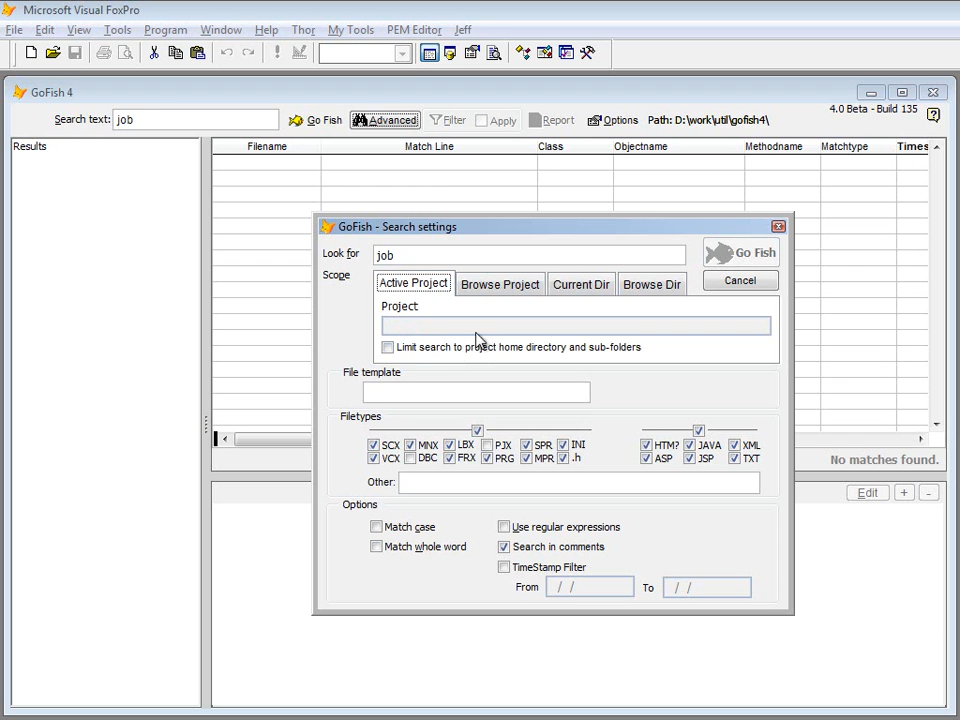 Microsoft Visual FoxPro
File Edit View Tools Program Window Help Thor My Tools PEM Editor Jeff
GoFish 4
4.0 Beta - Build 135
Search text: job Go Fish Advanced Filter Apply Report Options Path: D:\work\util\gofish4\
Results
Filename Match Line Class Objectname Methodname Matchtype Times
GoFish - Search settings
Look for job Go Fish
Scope Active Project Browse Project Current Dir Browse Dir Cancel
Project
Limit search to project home directory and sub-folders
File template
Filetypes
SCX MNX LBX PJX SPR INI HTM? JAVA XML
VCX DBC FRX PRG MPR .h ASP JSP TXT
No matches found.
Other:
Edit + -
Options
Match case Use regular expressions
Match whole word Search in comments
TimeStamp Filter
From / / To / /